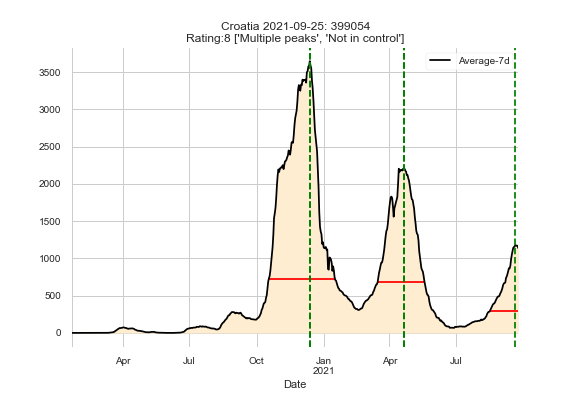 Croatia 2021-09-25: 399054
Rating:8 ['Multiple peaks', 'Not in control']
Average-7d
3500
3000
2500
2000
1500
1000
500
0
Apr
Jul
Oct
Jan
2021
Apr
Jul
Date